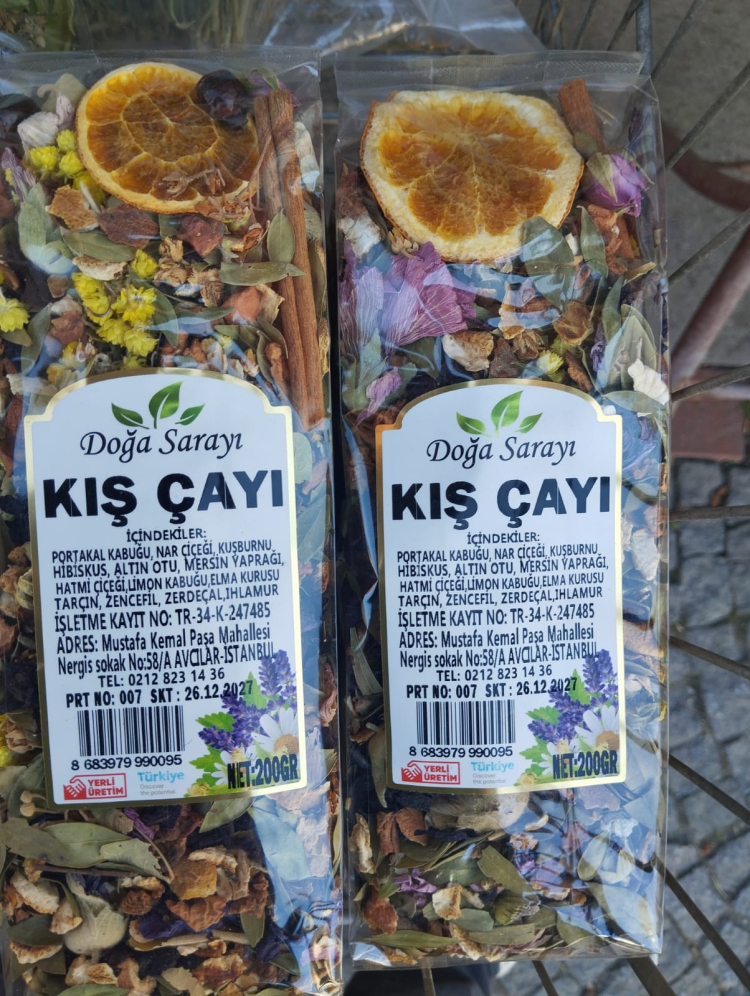 Doğa Sarayı
KIŞ ÇAYI
İÇİNDEKİLER:
PORTAKAL KABUĞU, NAR ÇİÇEĞİ, KUŞBURNU,
HİBİSKUS, ALTIN OTU, MERSİN YAPRAĞI,
HATMİ ÇİÇEĞİ,LİMON KABUĞU,ELMA KURUSU
TARÇIN, ZENCEFİL, ZERDEÇAL,IHLAMUR
İŞLETME KAYIT NO: TR-34-K-247485
ADRES: Mustafa Kemal Paşa Mahallesi
Nergis sokak No:58/A AVCILAR-İSTANBUL
TEL: 0212 823 14 36
PRT NO: 007 SKT : 26.12.2027
8 683979 990095
YERLİ
ÜRETİM
Türkiye
Discover
the potential
NET:200GR
Doğa Sarayı
KIŞ ÇAYI
İÇİNDEKİLER:
PORTAKAL KABUĞU, NAR ÇİÇEĞİ, KUŞBURNU,
HİBİSKUS, ALTIN OTU, MERSİN YAPRAĞI,
HATMİ ÇİÇEĞİ,LİMON KABUĞU,ELMA KURUSU
TARÇIN, ZENCEFİL, ZERDEÇAL,IHLAMUR
İŞLETME KAYIT NO: TR-34-K-247485
ADRES: Mustafa Kemal Paşa Mahallesi
Nergis sokak No:58/A AVCILAR-İSTANBUL
TEL: 0212 823 14 36
PRT NO: 007 SKT : 26.12.2027
8 683979 990095
YERLİ
ÜRETİM
Türkiye
Discover
the potential
NET:200GR